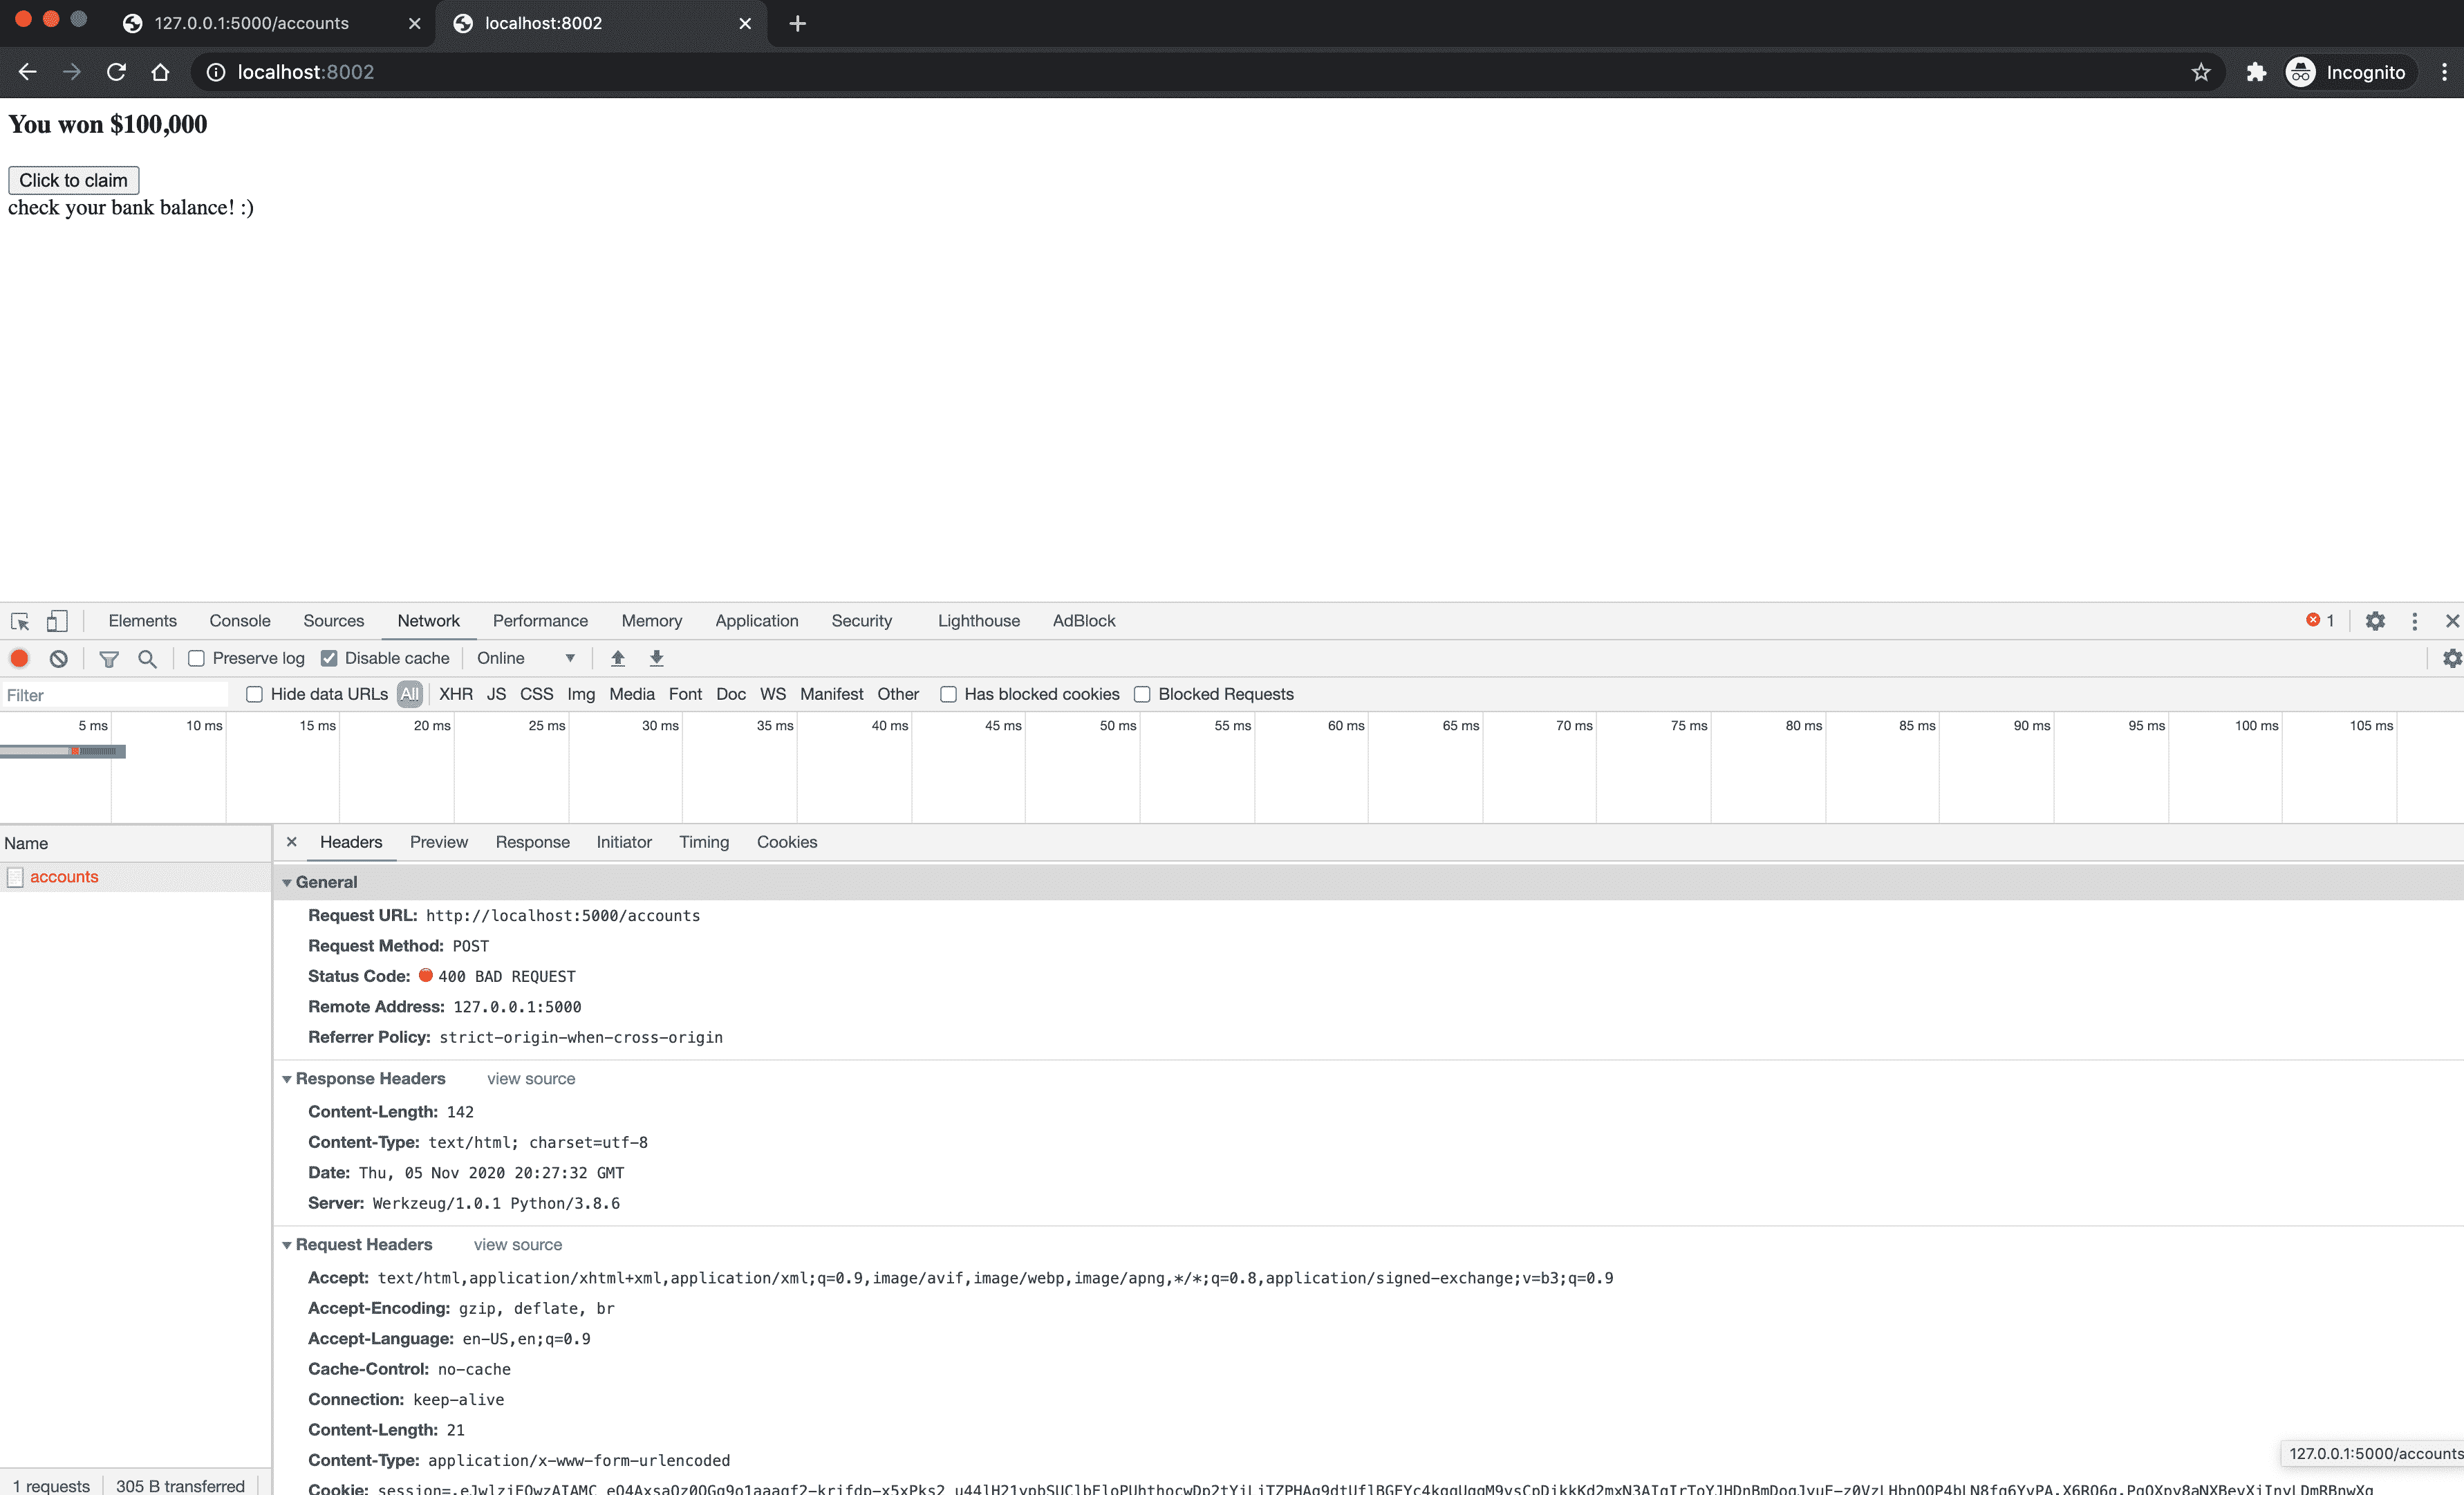 127.0.0.1:5000/accounts
localhost:8002
localhost:8002
Incognito
You won $100,000
Click to claim
check your bank balance! :)
Elements Console Sources Network Performance Memory Application Security Lighthouse AdBlock 1
Preserve log Disable cache Online
Filter Hide data URLs All XHR JS CSS Img Media Font Doc WS Manifest Other Has blocked cookies Blocked Requests
5 ms 10 ms 15 ms 20 ms 25 ms 30 ms 35 ms 40 ms 45 ms 50 ms 55 ms 60 ms 65 ms 70 ms 75 ms 80 ms 85 ms 90 ms 95 ms 100 ms 105 ms
Name
Headers Preview Response Initiator Timing Cookies
accounts
General
Request URL: http://localhost:5000/accounts
Request Method: POST
Status Code: 400 BAD REQUEST
Remote Address: 127.0.0.1:5000
Referrer Policy: strict-origin-when-cross-origin
Response Headers view source
Content-Length: 142
Content-Type: text/html; charset=utf-8
Date: Thu, 05 Nov 2020 20:27:32 GMT
Server: Werkzeug/1.0.1 Python/3.8.6
Request Headers view source
Accept: text/html,application/xhtml+xml,application/xml;q=0.9,image/avif,image/webp,image/apng,*/*;q=0.8,application/signed-exchange;v=b3;q=0.9
Accept-Encoding: gzip, deflate, br
Accept-Language: en-US,en;q=0.9
Cache-Control: no-cache
Connection: keep-alive
Content-Length: 21
Content-Type: application/x-www-form-urlencoded
127.0.0.1:5000/accounts
1 requests 305 B transferred
Cookie: